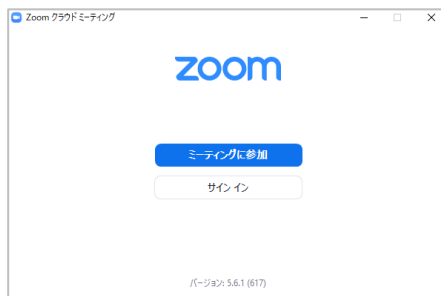 Zoom クラウドミーティング
zoom
ミーティングに参加
サイン イン
バージョン: 5.6.1 (617)